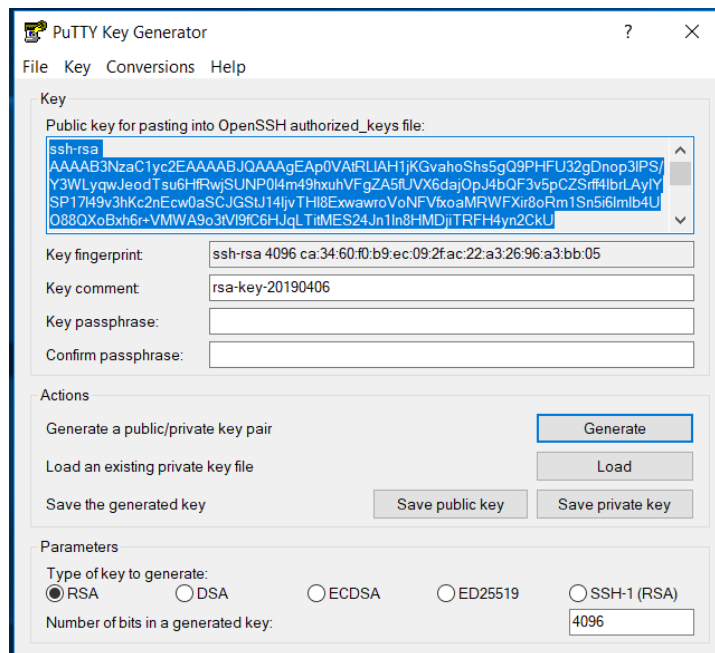 PuTTY Key Generator
? ×
File Key Conversions Help
Key
Public key for pasting into OpenSSH authorized_keys file:
ssh-rsa
AAAAB3NzaC1yc2EAAAABJQAAAgEAp0VAtRLIAH1jKGvahoShs5gQ9PHFU32gDnop3lPS/
Y3WLyqwJeodTsu6HfRwjSUNP0l4m49hxuhVFgZA5fUVX6dajOpJ4bQF3v5pCZSrff4lbrLAylY
SP17l49v3hKc2nEcw0aSCJGStJ14ljvTHl8ExwawroVoNFVfxoaMRWFXir8oRm1Sn5i6lmlb4U
O88QXoBxh6r+VMWA9o3tVl9fC6HJqLTitMES24Jn1ln8HMDjiTRFH4yn2CkU
Key fingerprint:
ssh-rsa 4096 ca:34:60:f0:b9:ec:09:2f:ac:22:a3:26:96:a3:bb:05
Key comment:
rsa-key-20190406
Key passphrase:
Confirm passphrase:
Actions
Generate a public/private key pair
Generate
Load an existing private key file
Load
Save the generated key
Save public key
Save private key
Parameters
Type of key to generate:
RSA DSA ECDSA ED25519 SSH-1 (RSA)
Number of bits in a generated key:
4096